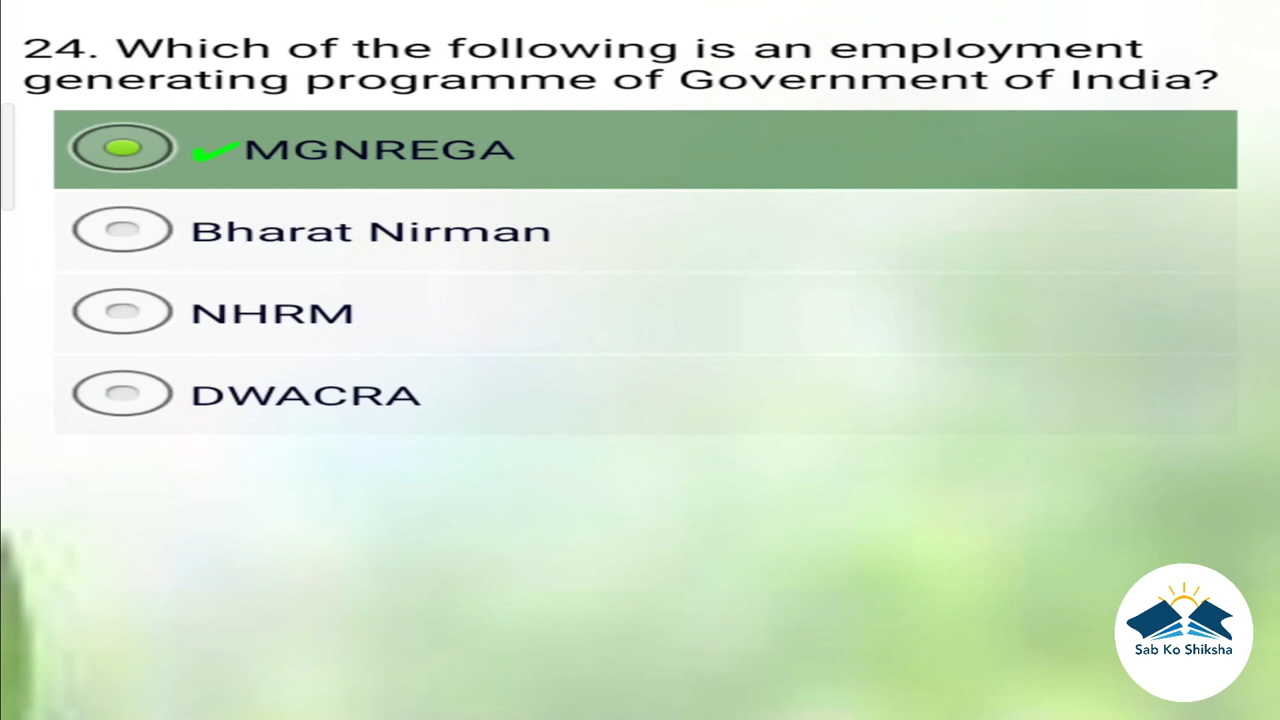 24. Which of the following is an employment
generating programme of Government of India?
✔MGNREGA
Bharat Nirman
NHRM
DWACRA
Sab Ko Shiksha